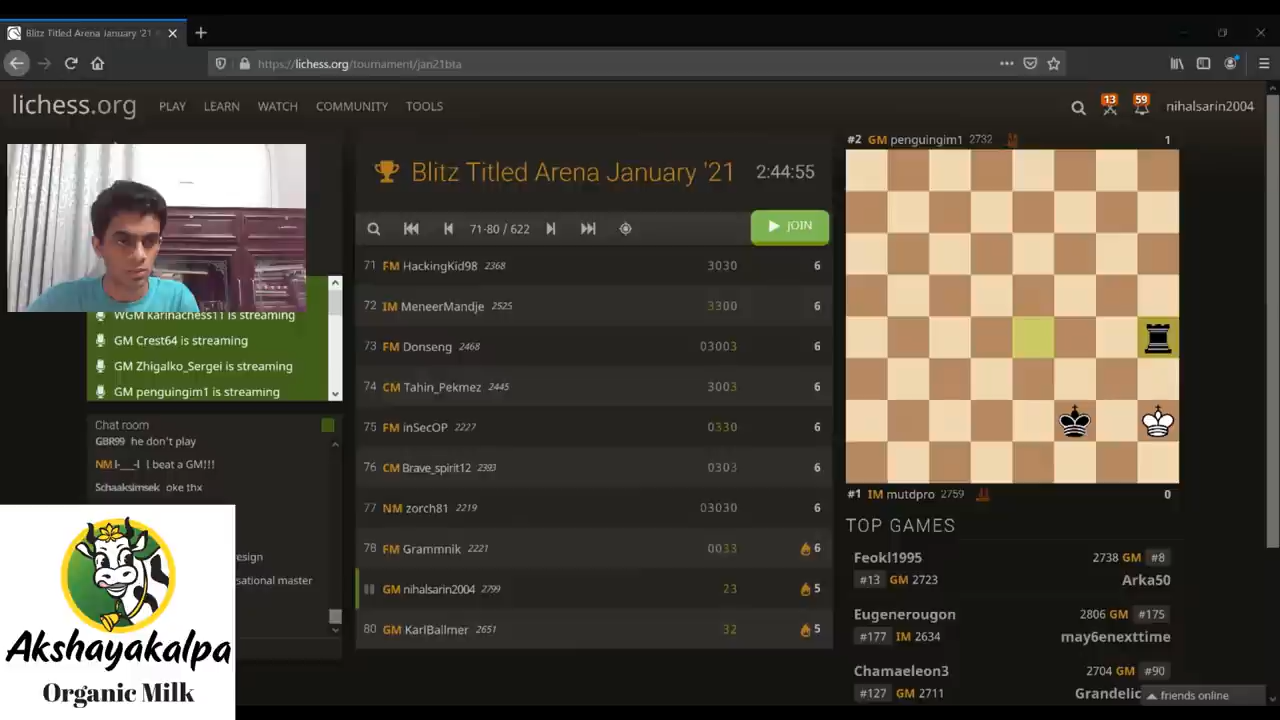 Blitz Titled Arena January '21
https://lichess.org/tournament/jan21bta
lichess.org PLAY LEARN WATCH COMMUNITY TOOLS 13 59 nihalsarin2004
WGM karinachess11 is streaming
GM Crest64 is streaming
GM Zhigalko_Sergei is streaming
GM penguingim1 is streaming
Chat room
GBR99 he don't play
NM l-___-l I beat a GM!!!
Schaaksimsek oke thx
esign
sational master
Akshayakalpa
Organic Milk
Blitz Titled Arena January '21 2:44:55
71-80 / 622 JOIN
71 FM HackingKid98 2368 3030 6
72 IM MeneerMandje 2525 3300 6
73 FM Donseng 2468 03003 6
74 CM Tahin_Pekmez 2445 3003 6
75 FM inSecOP 2227 0330 6
76 CM Brave_spirit12 2393 0303 6
77 NM zorch81 2219 03030 6
78 FM Grammnik 2221 0033 6
GM nihalsarin2004 2799 23 5
80 GM KarlBallmer 2651 32 5
#2 GM penguingim1 2732 1
#1 IM mutdpro 2759 0
TOP GAMES
Feokl1995 2738 GM #8
#13 GM 2723 Arka50
Eugenerougon 2806 GM #175
#177 IM 2634 may6enexttime
Chamaeleon3 2704 GM #90
#127 GM 2711 Grandelic
friends online